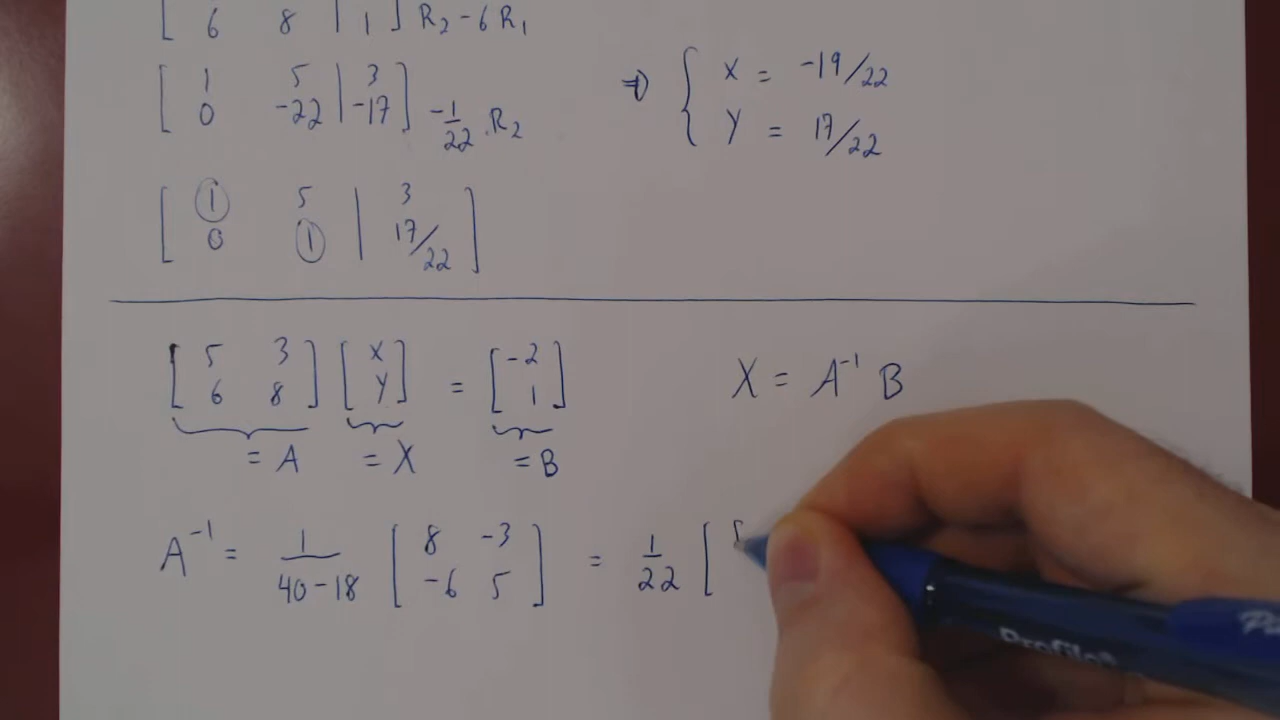 [ 6 8 | 1 ] R₂ - 6 R₁
[ 1 5 | 3 ]
[ 0 -22 | -17 ] -1/22 · R₂
⇒ { X = -19/22
Y = 17/22
[ 1 5 | 3 ]
[ 0 1 | 17/22 ]
[ 5 3 ] [ X ] = [ -2 ]
[ 6 8 ] [ Y ] [ 1 ]
= A = X = B
X = A⁻¹ B
A⁻¹ = 1/(40-18) [ 8 -3 ] = 1/22 [
[ -6 5 ]
Profile